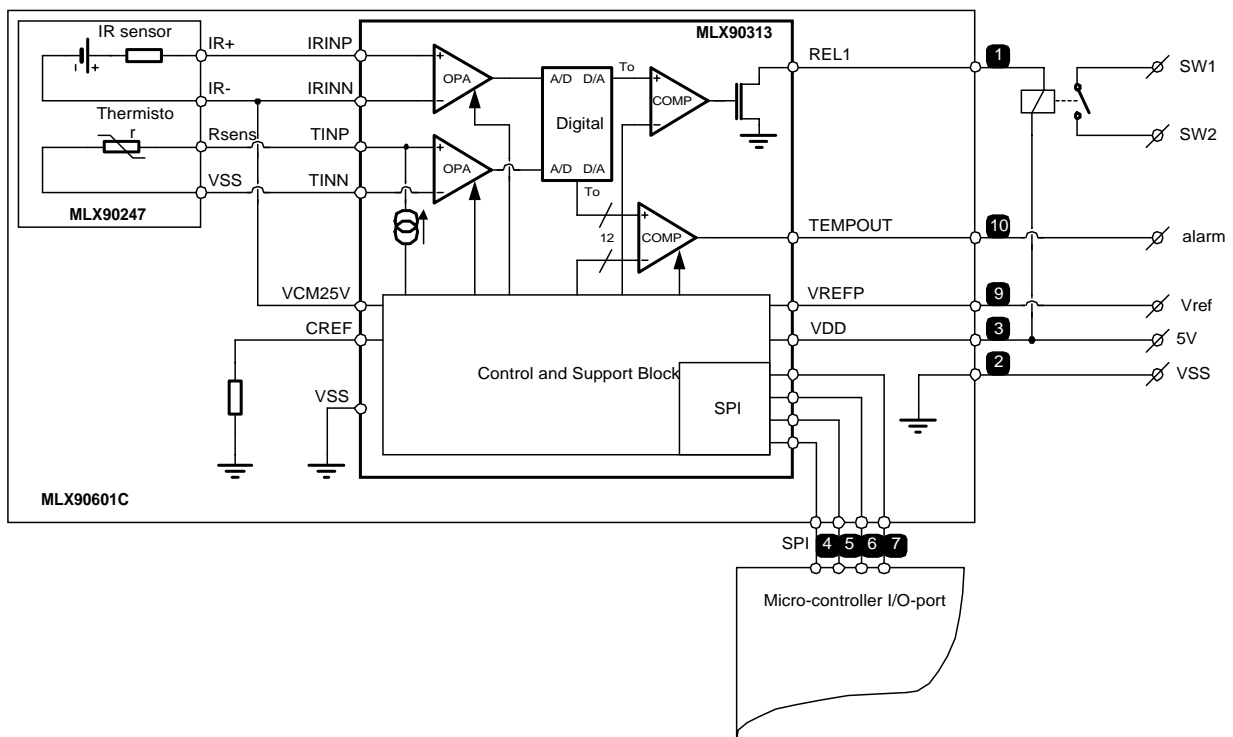 IR sensor
MLX90313
IR+
IRINP
REL1
1
SW1
+
OPA
−
A/D D/A
Digital
A/D D/A
To
+
COMP
−
- +
IR-
IRINN
Thermisto
r
Rsens
TINP
SW2
+
OPA
−
VSS
TINN
To
MLX90247
12
+
COMP
−
TEMPOUT
10
alarm
VCM25V
VREFP
9
Vref
CREF
VDD
3
5V
Control and Support Block
2
VSS
VSS
SPI
MLX90601C
SPI
4
5
6
7
Micro-controller I/O-port